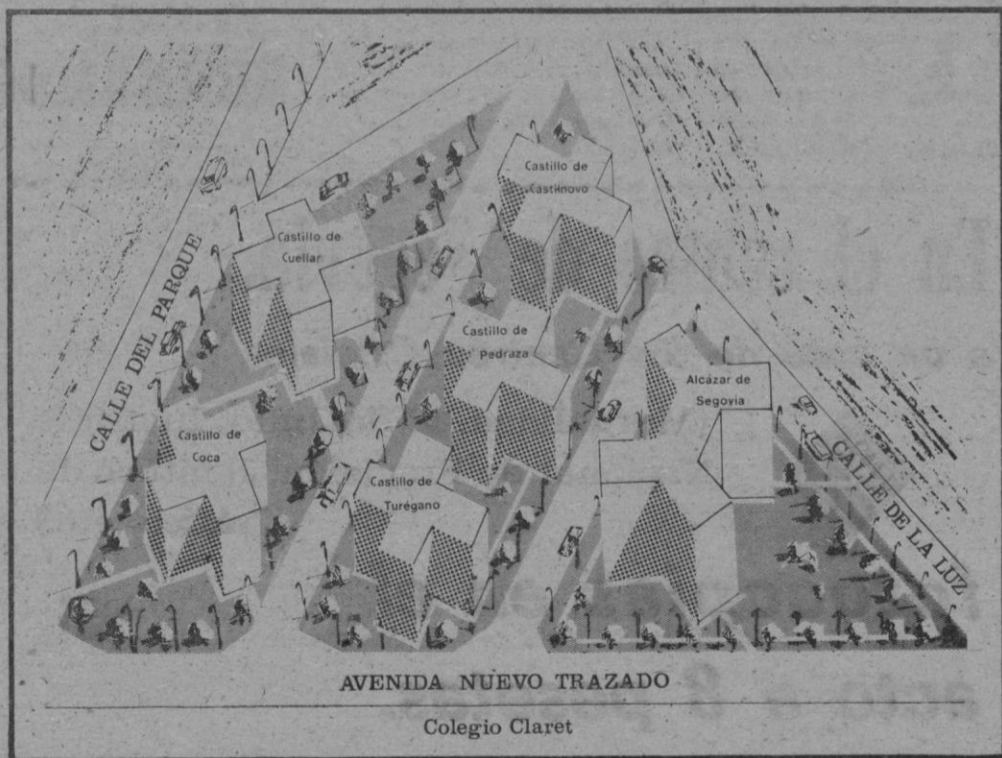 Castillo de
Castilnovo
Castillo de
Cuellar
CALLE DEL PARQUE
Castillo de
Pedraza
Alcázar de
Segovia
Castillo de
Coca
Castillo de
Turégano
CALLE DE LA LUZ
AVENIDA NUEVO TRAZADO
Colegio Claret